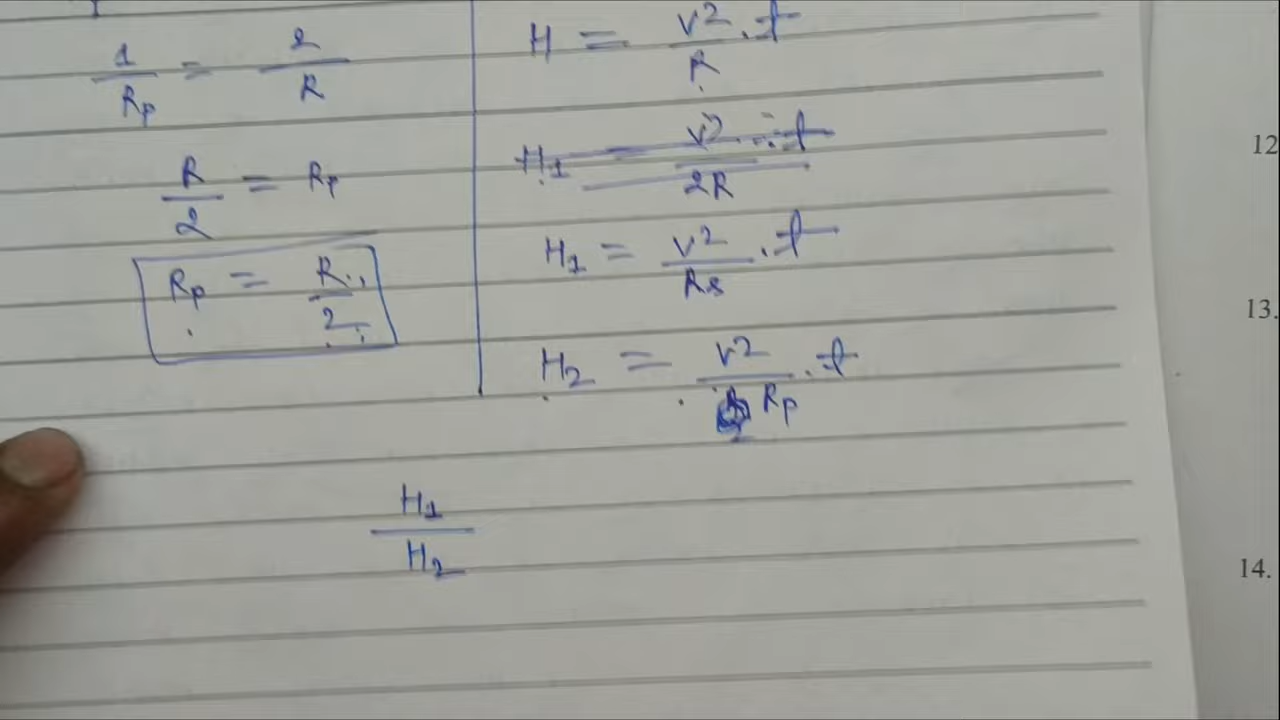 1/Rp = 2/R
R/2 = Rp
Rp = R/2
H = V²/R . t
H1 = V²/2R . t
H1 = V²/Rs . t
H2 = V²/Rp . t
H1/H2
12
13.
14.